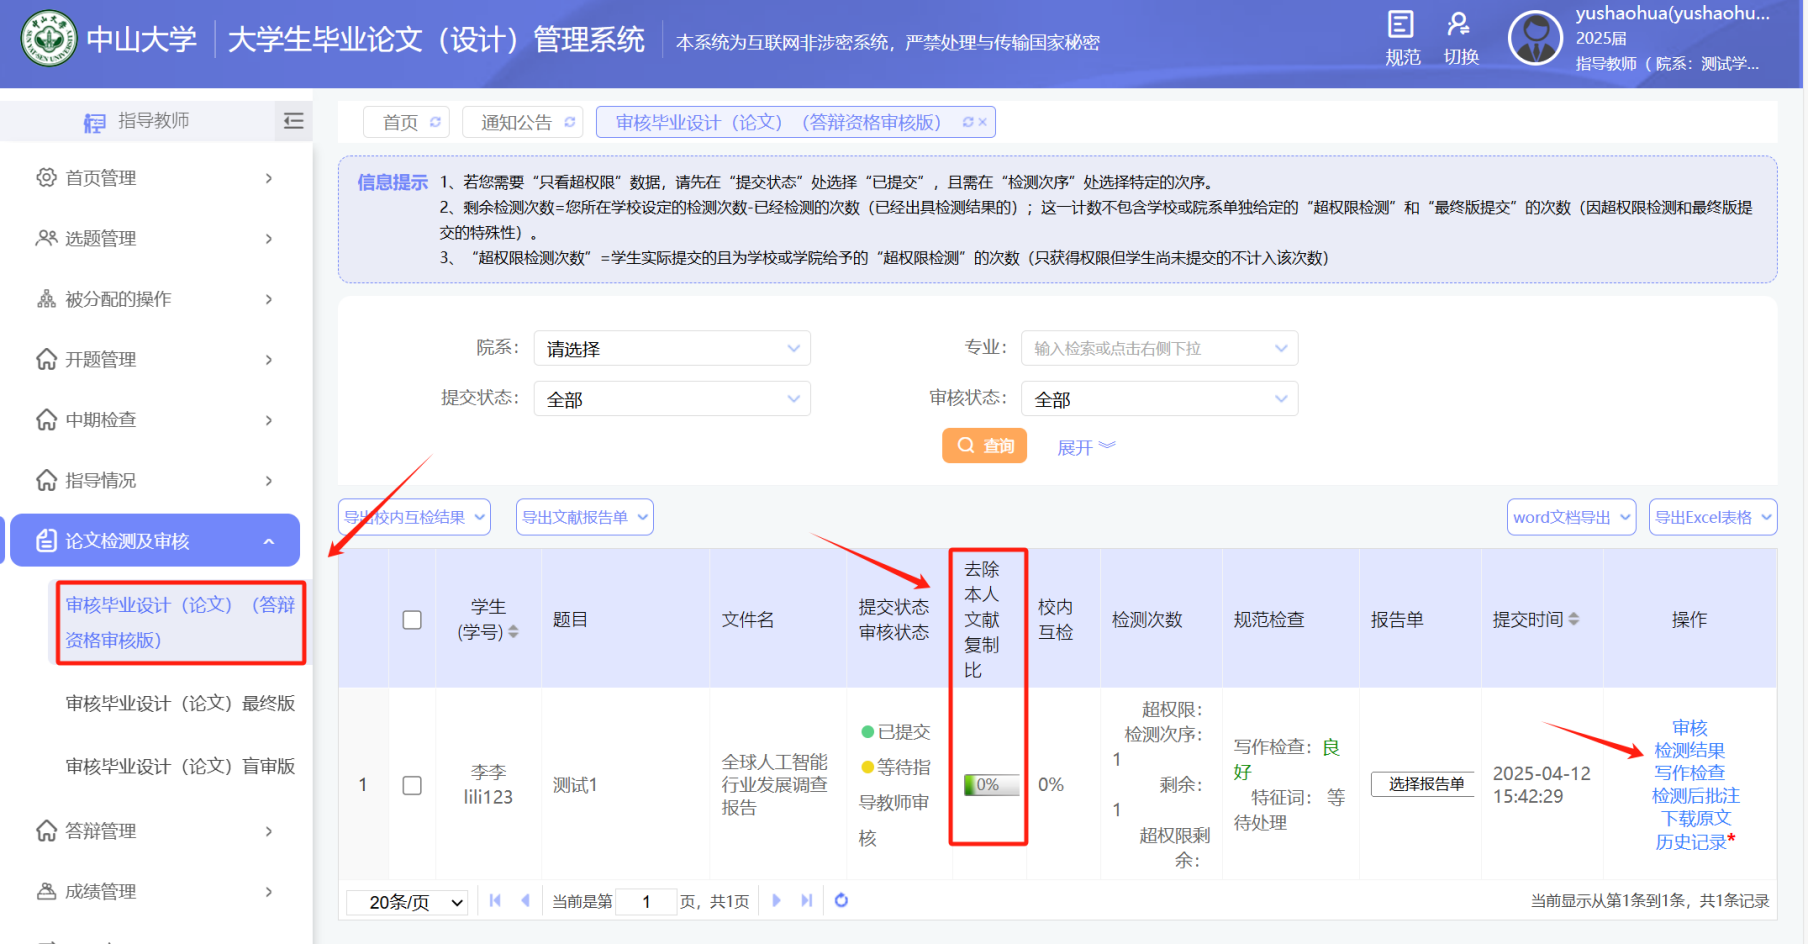 中山大学
大学生毕业论文（设计）管理系统
本系统为互联网非涉密系统，严禁处理与传输国家秘密
规范
切换
yushaohua(yushaohu...
2025届
指导教师（ 院系：测试学...
指导教师
首页管理
选题管理
被分配的操作
开题管理
中期检查
指导情况
论文检测及审核
审核毕业设计（论文）（答辩
资格审核版）
审核毕业设计（论文）最终版
审核毕业设计（论文）盲审版
答辩管理
成绩管理
首页
通知公告
审核毕业设计（论文）（答辩资格审核版）
信息提示
1、若您需要“只看超权限”数据，请先在“提交状态”处选择“已提交”，且需在“检测次序”处选择特定的次序。
2、剩余检测次数=您所在学校设定的检测次数-已经检测的次数（已经出具检测结果的）；这一计数不包含学校或院系单独给定的“超权限检测”和“最终版提交”的次数（因超权限检测和最终版提
交的特殊性）。
3、“超权限检测次数”=学生实际提交的且为学校或学院给予的“超权限检测”的次数（只获得权限但学生尚未提交的不计入该次数）
院系：
请选择
专业：
输入检索或点击右侧下拉
提交状态：
全部
审核状态：
全部
查询
展开
导出校内互检结果
导出文献报告单
word文档导出
导出Excel表格
学生
(学号)
题目
文件名
提交状态
审核状态
去除
本人
文献
复制
比
校内
互检
检测次数
规范检查
报告单
提交时间
操作
1
李李
lili123
测试1
全球人工智能
行业发展调查
报告
已提交
等待指
导教师审
核
0%
0%
超权限：
检测次序：
1
剩余：
1
超权限剩
余：
写作检查：良
好
特征词： 等
待处理
选择报告单
2025-04-12
15:42:29
审核
检测结果
写作检查
检测后批注
下载原文
历史记录*
20条/页
当前是第
1
页，共1页
当前显示从第1条到1条，共1条记录